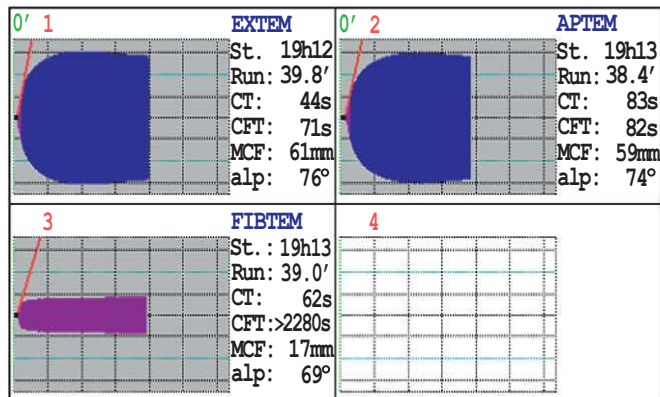 0' 1 EXTEM
St. 19h12
Run: 39.8'
CT: 44s
CFT: 71s
MCF: 61mm
alp: 76°
0' 2 APTEM
St. 19h13
Run: 38.4'
CT: 83s
CFT: 82s
MCF: 59mm
alp: 74°
3 FIBTEM
St.: 19h13
Run: 39.0'
CT: 62s
CFT:>2280s
MCF: 17mm
alp: 69°
4